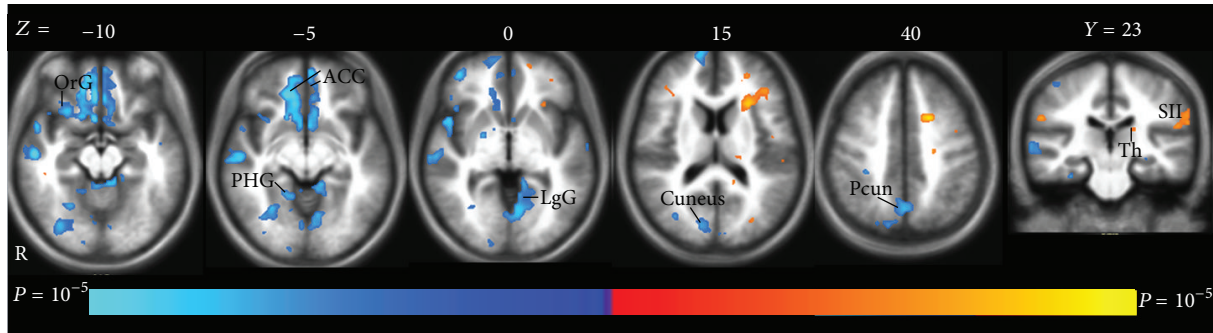 Z = −10 −5 0 15 40 Y = 23
OrG ACC SII
Th
PHG LgG Cuneus Pcun
R
P = 10⁻⁵ P = 10⁻⁵